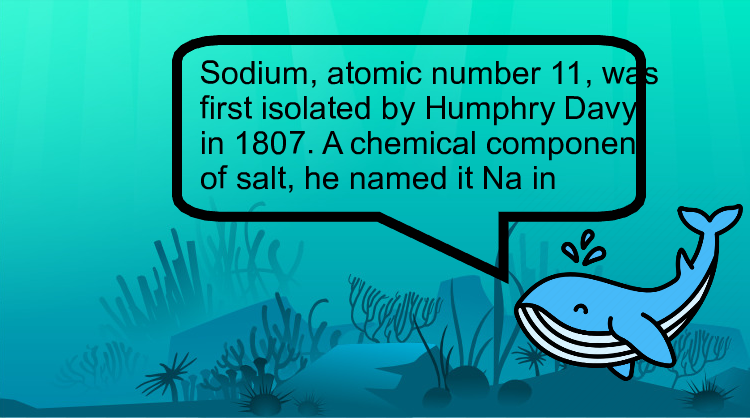 Sodium, atomic number 11, was
first isolated by Humphry Davy
in 1807. A chemical componen
of salt, he named it Na in